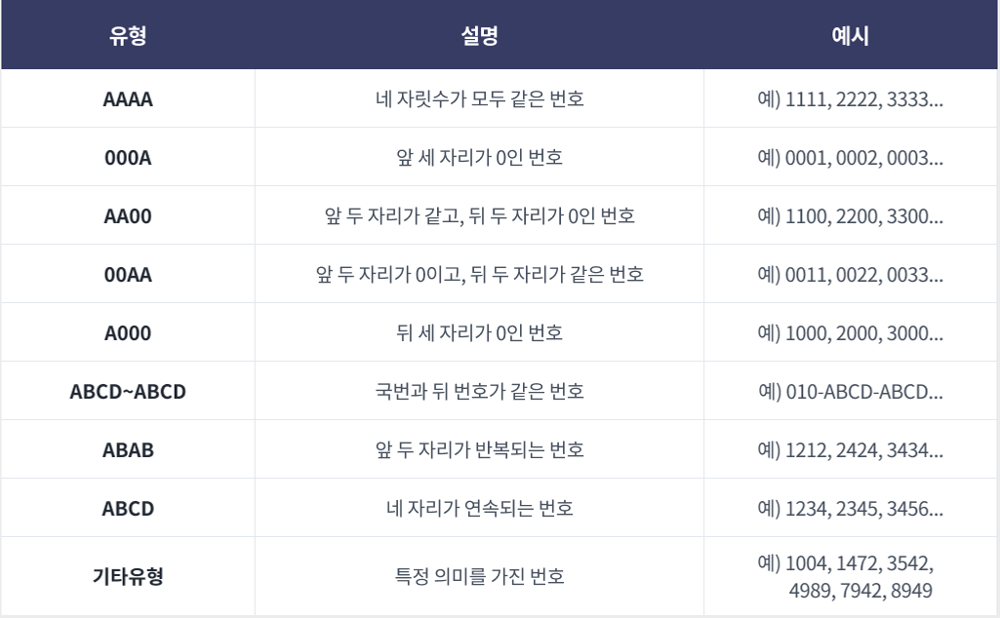 유형 설명 예시
AAAA 네 자릿수가 모두 같은 번호 예) 1111, 2222, 3333...
000A 앞 세 자리가 0인 번호 예) 0001, 0002, 0003...
AA00 앞 두 자리가 같고, 뒤 두 자리가 0인 번호 예) 1100, 2200, 3300...
00AA 앞 두 자리가 0이고, 뒤 두 자리가 같은 번호 예) 0011, 0022, 0033...
A000 뒤 세 자리가 0인 번호 예) 1000, 2000, 3000...
ABCD~ABCD 국번과 뒤 번호가 같은 번호 예) 010-ABCD-ABCD...
ABAB 앞 두 자리가 반복되는 번호 예) 1212, 2424, 3434...
ABCD 네 자리가 연속되는 번호 예) 1234, 2345, 3456...
기타유형 특정 의미를 가진 번호 예) 1004, 1472, 3542,
4989, 7942, 8949